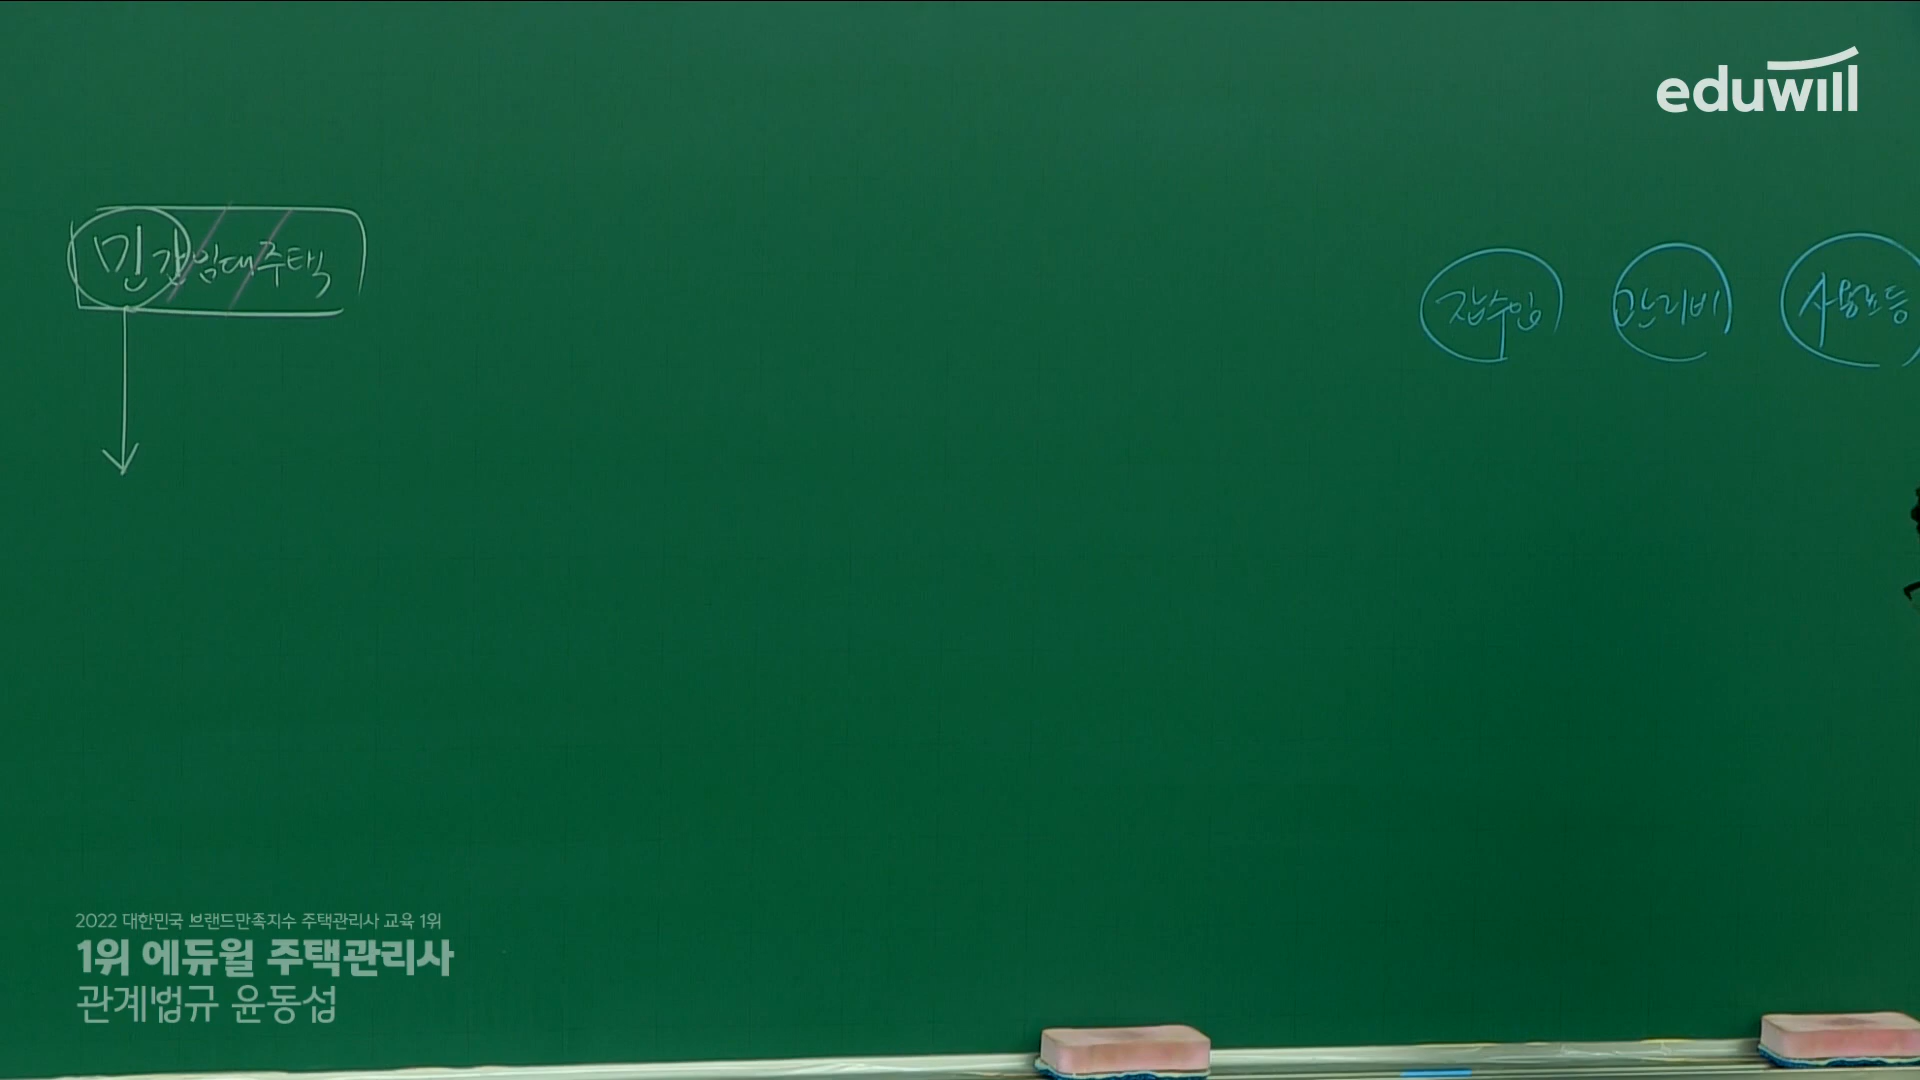 eduwill
민간임대주택
잡수입 관리비 사용료등
2022 대한민국 브랜드만족지수 주택관리사 교육 1위
1위 에듀윌 주택관리사
관계법규 윤동섭